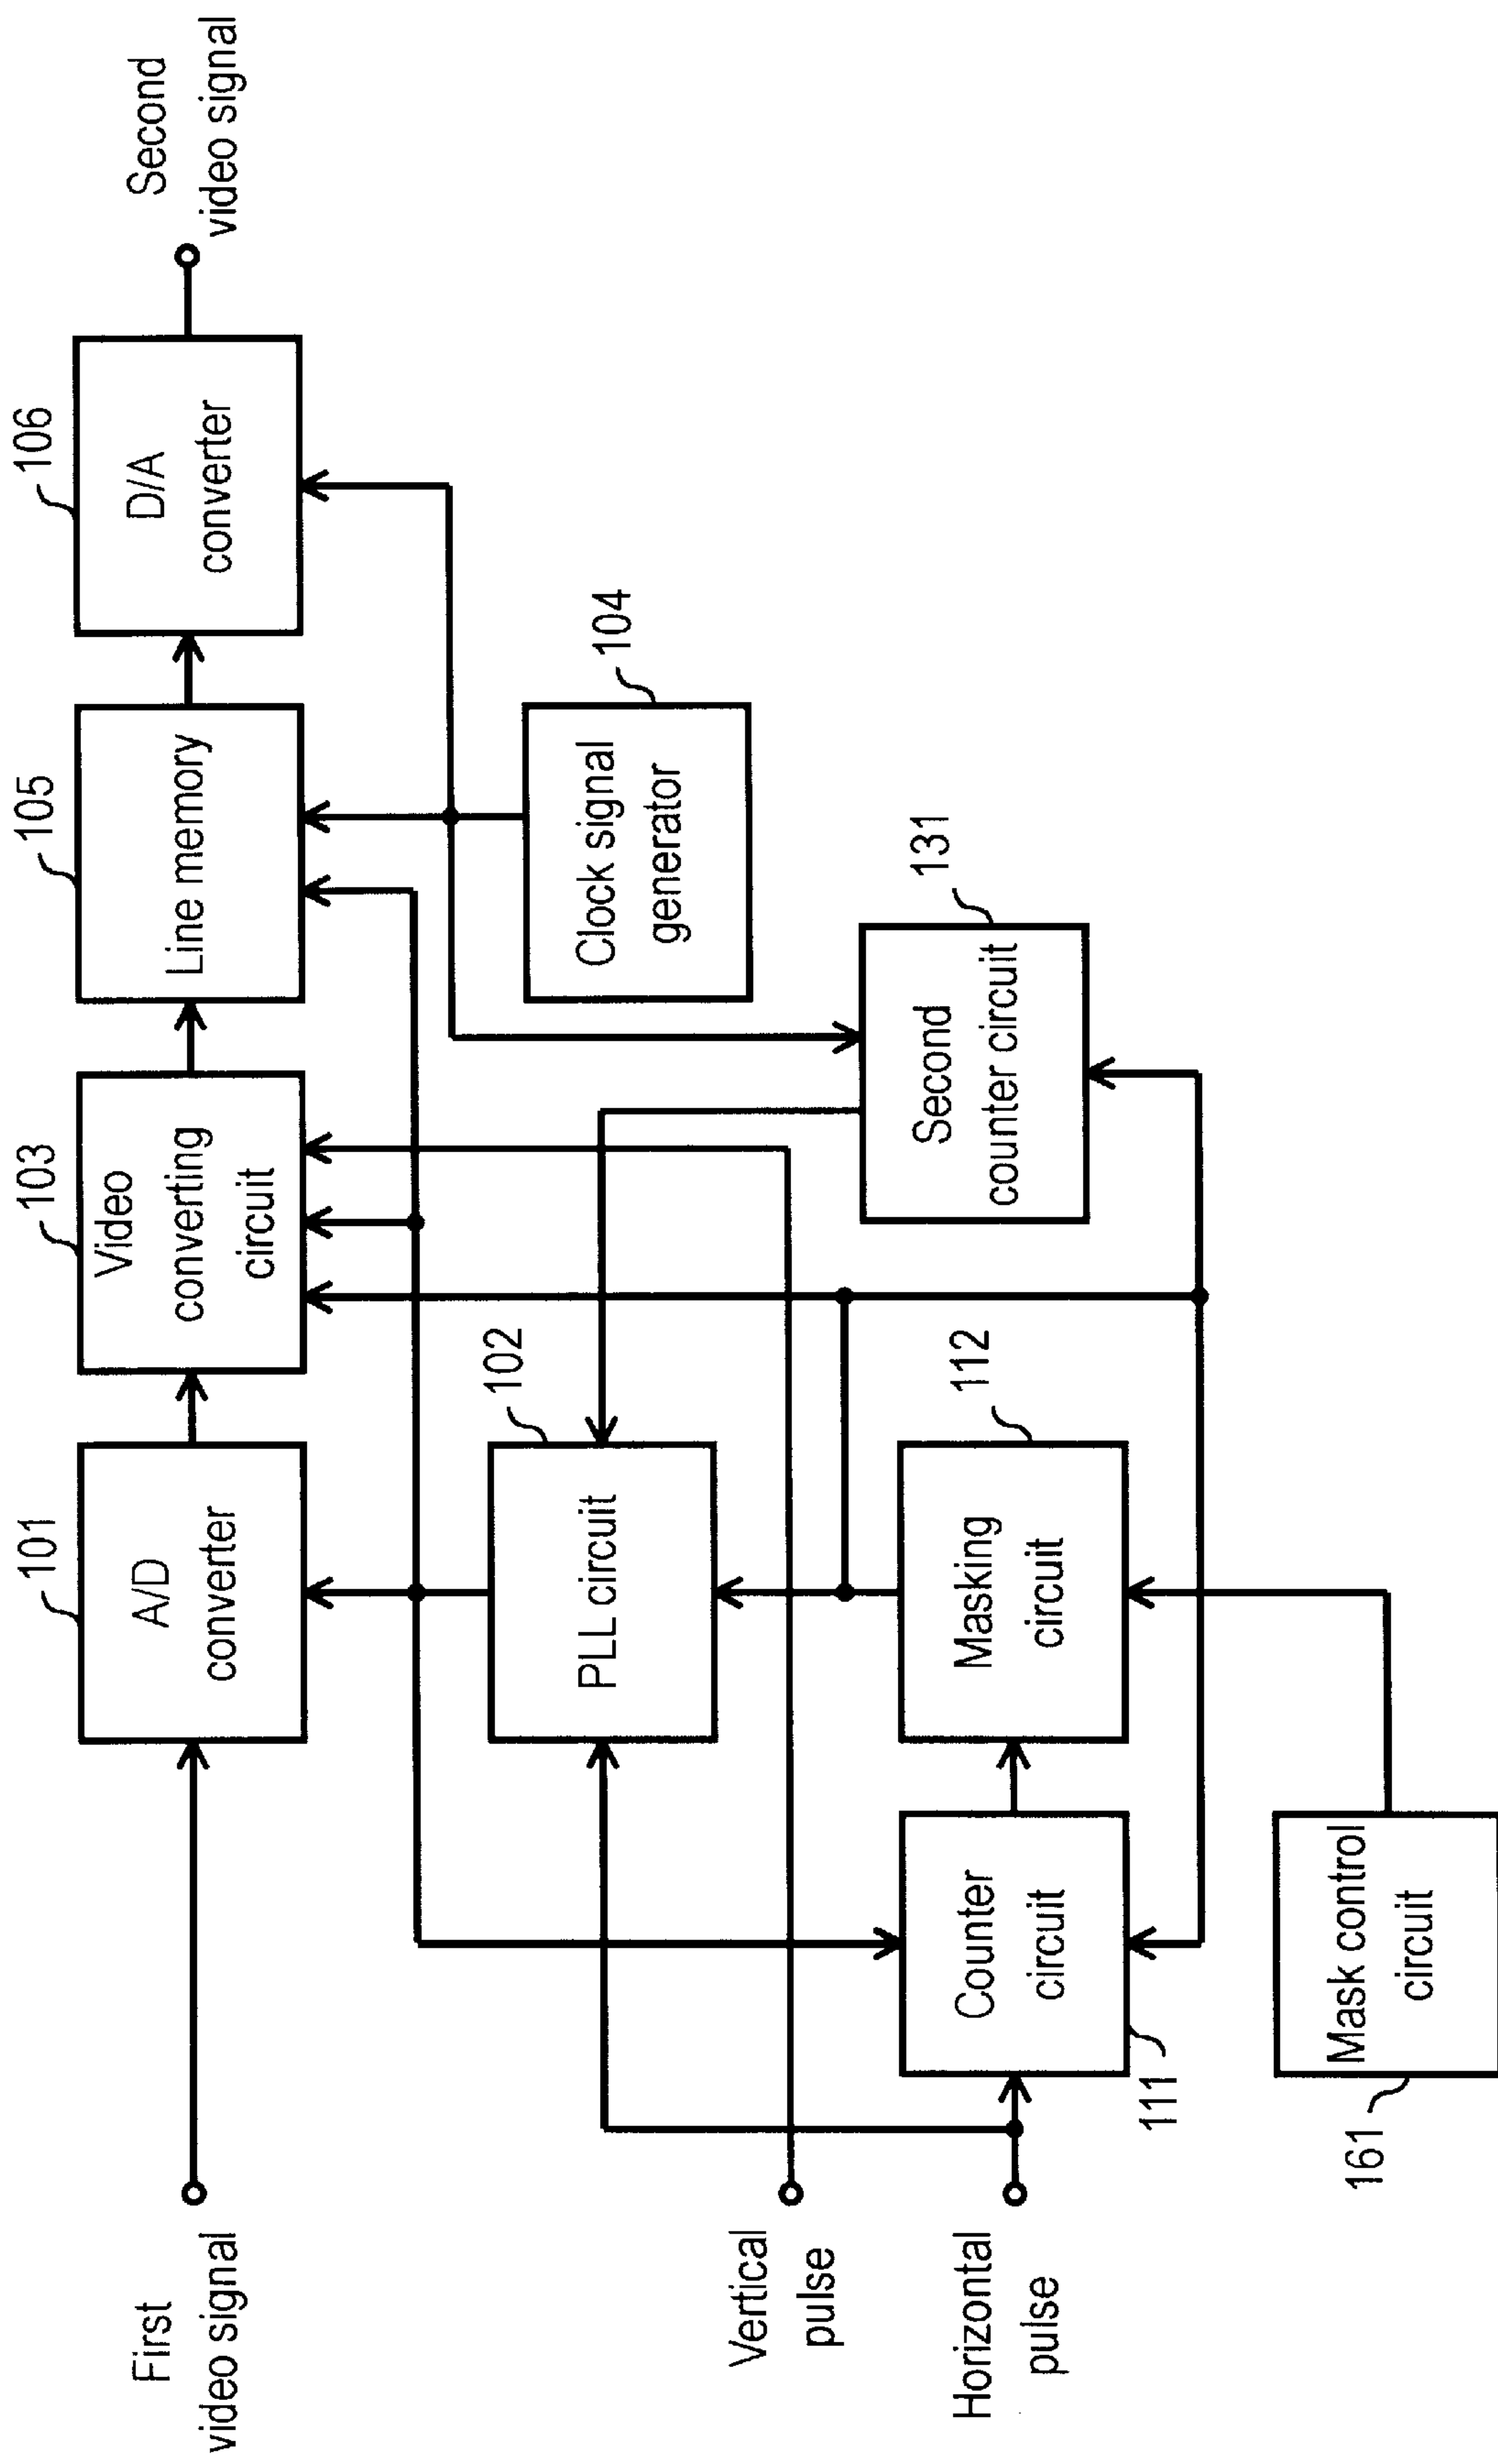 First
video signal
101
A/D
converter
103
Video
converting
circuit
105
Line memory
106
D/A
converter
Second
video signal
102
PLL circuit
104
Clock signal
generator
Vertical
pulse
Horizontal
pulse
111
Counter
circuit
112
Masking
circuit
131
Second
counter circuit
161
Mask control
circuit